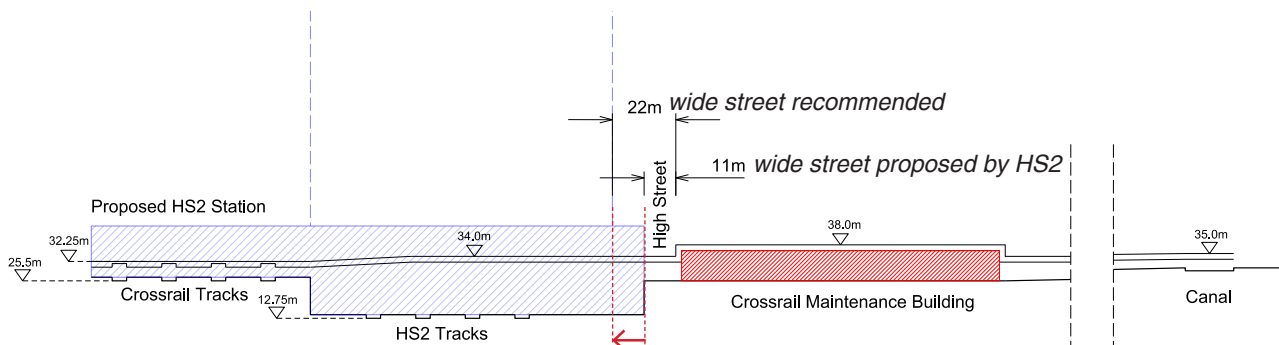 22m wide street recommended
11m wide street proposed by HS2
High Street
Proposed HS2 Station
32.25m
34.0m
38.0m
35.0m
25.5m
Crossrail Tracks
12.75m
Crossrail Maintenance Building
Canal
HS2 Tracks